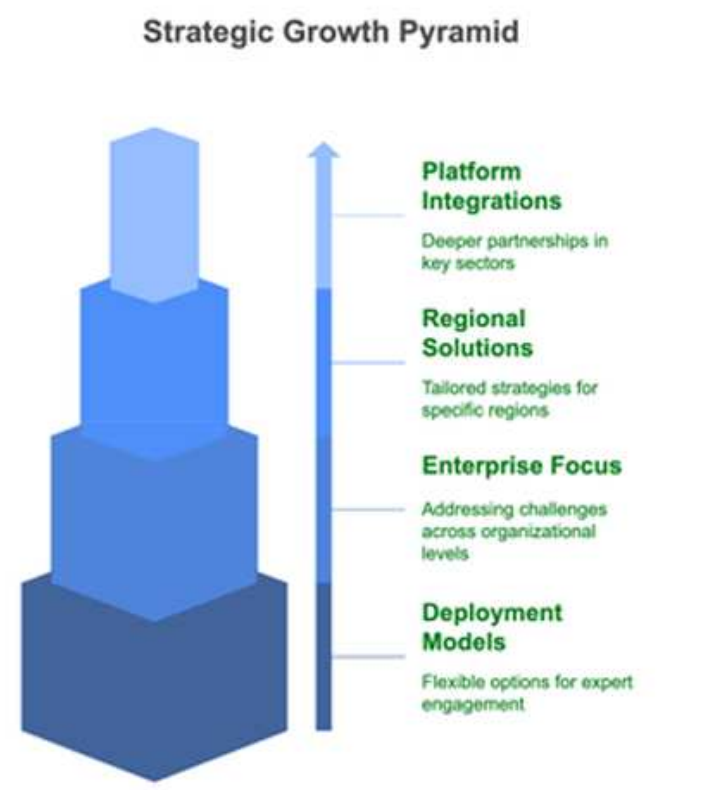 Strategic Growth Pyramid
Platform
Integrations
Deeper partnerships in
key sectors
Regional
Solutions
Tailored strategies for
specific regions
Enterprise Focus
Addressing challenges
across organizational
levels
Deployment
Models
Flexible options for expert
engagement